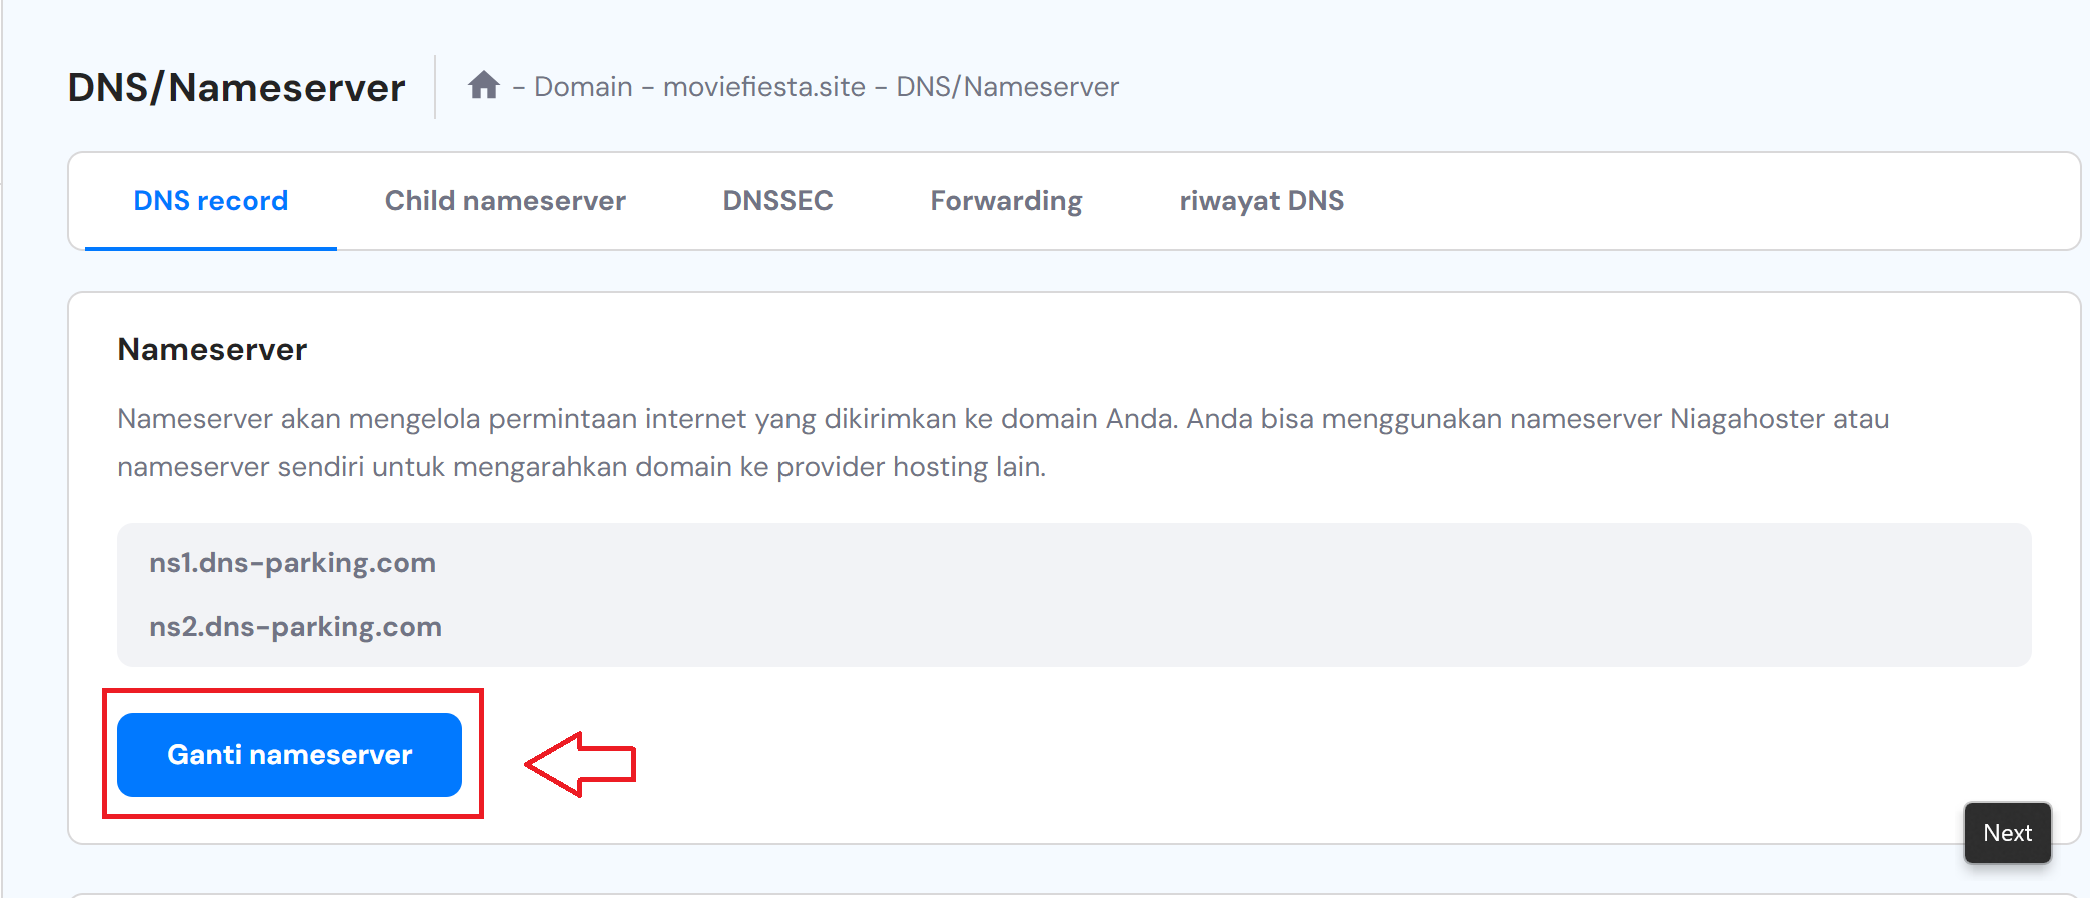 DNS/Nameserver
- Domain - moviefiesta.site - DNS/Nameserver
DNS record
Child nameserver
DNSSEC
Forwarding
riwayat DNS
Nameserver
Nameserver akan mengelola permintaan internet yang dikirimkan ke domain Anda. Anda bisa menggunakan nameserver Niagahoster atau
nameserver sendiri untuk mengarahkan domain ke provider hosting lain.
ns1.dns-parking.com
ns2.dns-parking.com
Ganti nameserver
Next